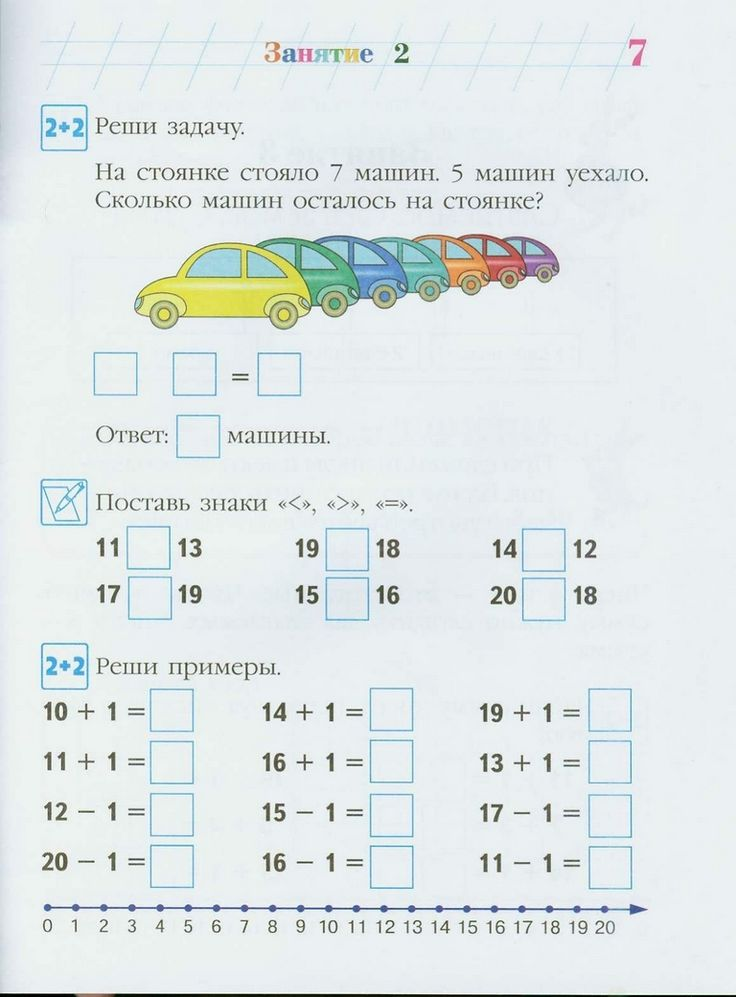 Занятие 2
7
2+2 Реши задачу.
На стоянке стояло 7 машин. 5 машин уехало.
Сколько машин осталось на стоянке?
=
Ответ: машины.
Поставь знаки «<», «>», «=».
11 13 19 18 14 12
17 19 15 16 20 18
2+2 Реши примеры.
10 + 1 = 14 + 1 = 19 + 1 =
11 + 1 = 16 + 1 = 13 + 1 =
12 − 1 = 15 − 1 = 17 − 1 =
20 − 1 = 16 − 1 = 11 − 1 =
0 1 2 3 4 5 6 7 8 9 10 11 12 13 14 15 16 17 18 19 20